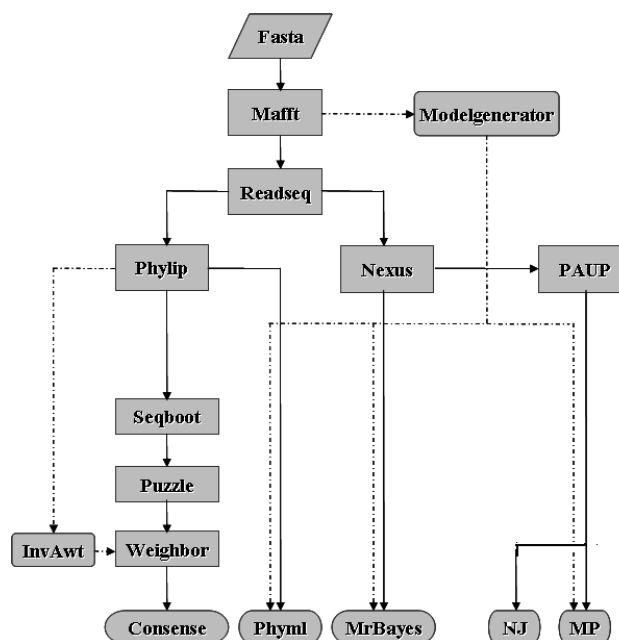 Fasta
Mafft
Modelgenerator
Readseq
Phylip
Nexus
PAUP
Seqboot
Puzzle
InvAwt
Weighbor
Consense
Phyml
MrBayes
NJ
MP